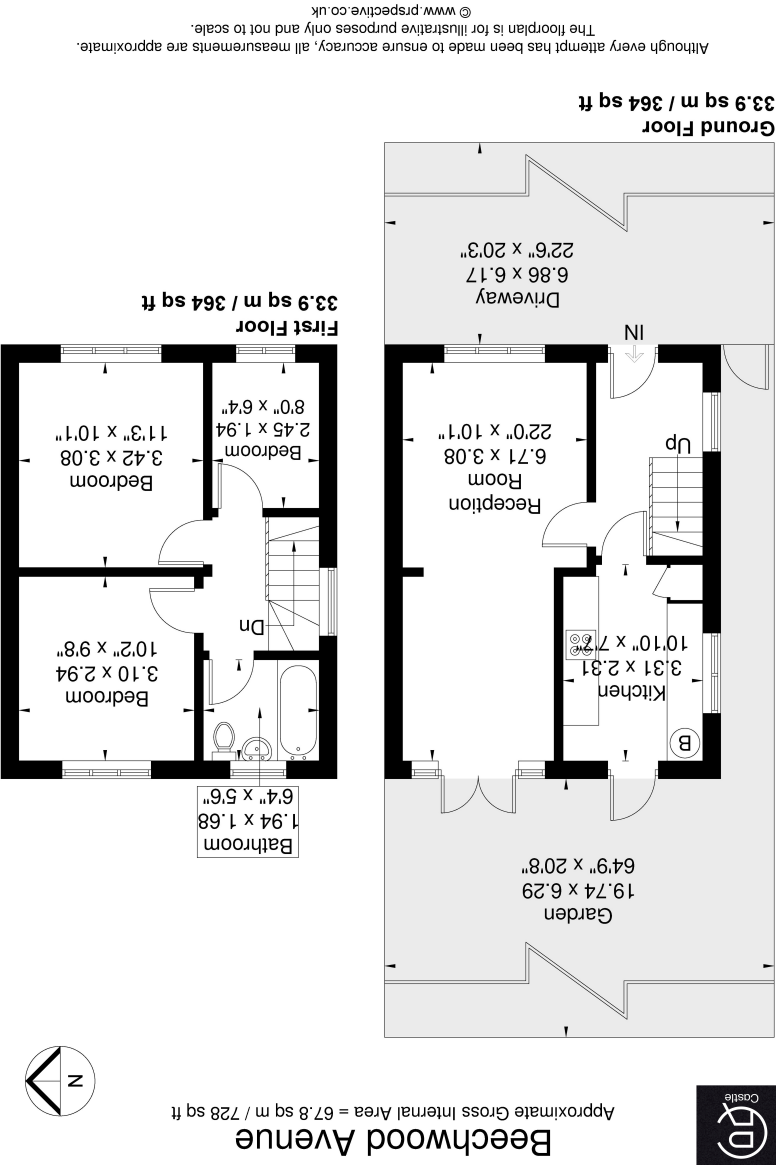 Castle
Beechwood Avenue
Approximate Gross Internal Area = 67.8 sq m / 728 sq ft
N
Garden
19.74 x 6.29
64'9" x 20'8"
B
Kitchen
3.31 x 2.31
10'10" x 7'7"
Reception
Room
6.71 x 3.08
22'0" x 10'1"
Up
IN
Driveway
6.86 x 6.17
22'6" x 20'3"
Ground Floor
33.9 sq m / 364 sq ft
Bathroom
1.94 x 1.68
6'4" x 5'6"
Bedroom
3.10 x 2.94
10'2" x 9'8"
Dn
Bedroom
2.45 x 1.94
8'0" x 6'4"
Bedroom
3.42 x 3.08
11'3" x 10'1"
First Floor
33.9 sq m / 364 sq ft
Although every attempt has been made to ensure accuracy, all measurements are approximate.
The floorplan is for illustrative purposes only and not to scale.
© www.prspective.co.uk